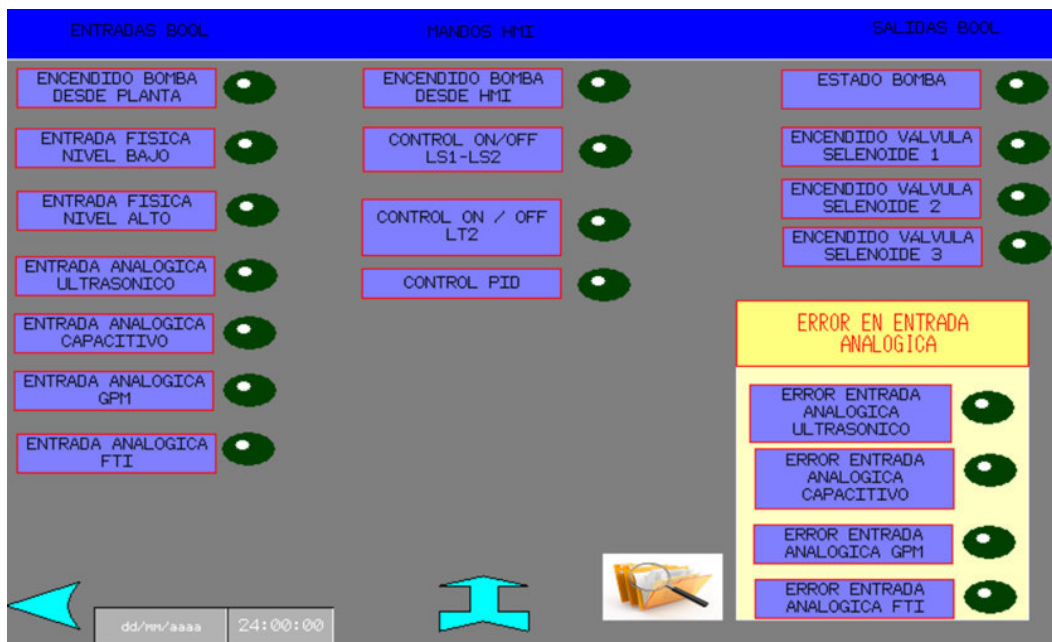 ENTRADAS BOOL
MANDOS HMI
SALIDAS BOOL
ENCENDIDO BOMBA
DESDE PLANTA
ENTRADA FISICA
NIVEL BAJO
ENTRADA FISICA
NIVEL ALTO
ENTRADA ANALOGICA
ULTRASONICO
ENTRADA ANALOGICA
CAPACITIVO
ENTRADA ANALOGICA
GPM
ENTRADA ANALOGICA
FTI
ENCENDIDO BOMBA
DESDE HMI
CONTROL ON/OFF
LS1-LS2
CONTROL ON / OFF
LT2
CONTROL PID
ESTADO BOMBA
ENCENDIDO VÁLVULA
SELENOIDE 1
ENCENDIDO VÁLVULA
SELENOIDE 2
ENCENDIDO VÁLVULA
SELENOIDE 3
ERROR EN ENTRADA
ANALOGICA
ERROR ENTRADA
ANALOGICA
ULTRASONICO
ERROR ENTRADA
ANALOGICA
CAPACITIVO
ERROR ENTRADA
ANALOGICA GPM
ERROR ENTRADA
ANALOGICA FTI
dd/mm/aaaa
24:00:00